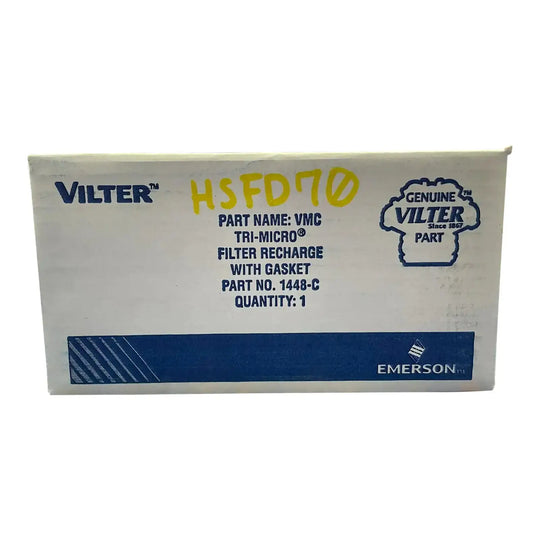 VILTER™
HSFD70
PART NAME: VMC
TRI-MICRO®
FILTER RECHARGE
WITH GASKET
PART NO. 1448-C
QUANTITY: 1
GENUINE™
VILTER
Since 1867
PART
EMERSON™